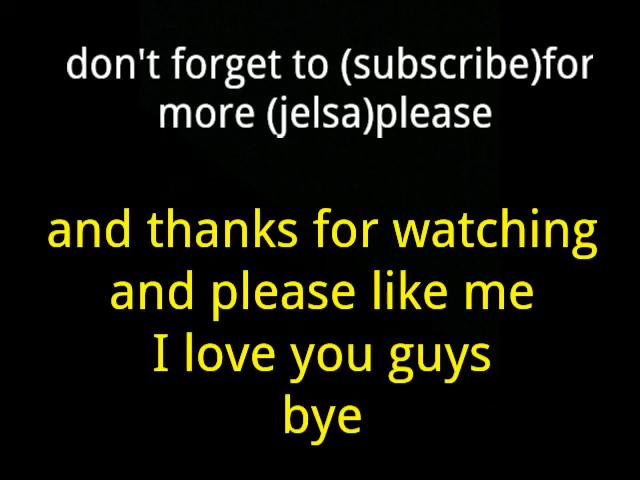 don't forget to (subscribe)for
more (jelsa)please
and thanks for watching
and please like me
I love you guys
bye